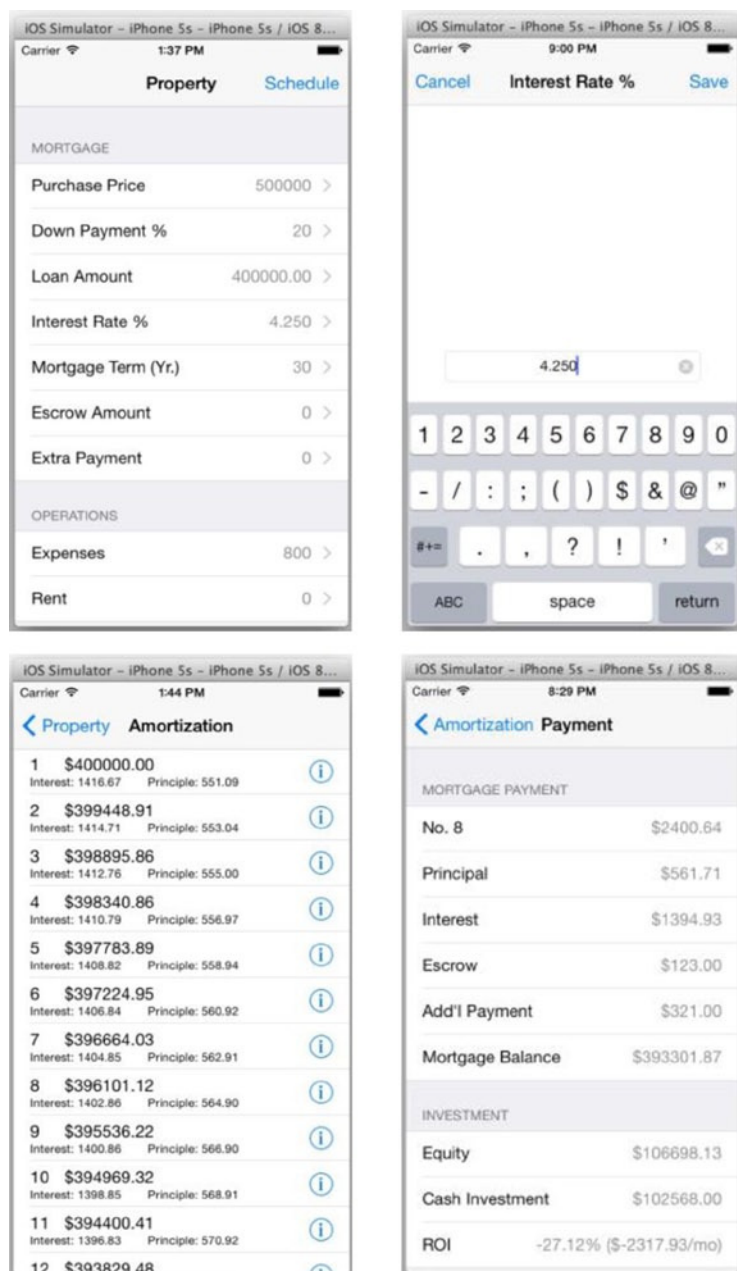 iOS Simulator - iPhone 5s - iPhone 5s / iOS 8...
Carrier 1:37 PM
Property Schedule
MORTGAGE
Purchase Price 500000
Down Payment % 20
Loan Amount 400000.00
Interest Rate % 4.250
Mortgage Term (Yr.) 30
Escrow Amount 0
Extra Payment 0
OPERATIONS
Expenses 800
Rent 0
iOS Simulator - iPhone 5s - iPhone 5s / iOS 8...
Carrier 9:00 PM
Cancel Interest Rate % Save
4.250
1 2 3 4 5 6 7 8 9 0
- / : ; ( ) $ & @ "
#+= . , ? ! '
ABC space return
iOS Simulator - iPhone 5s - iPhone 5s / iOS 8...
Carrier 1:44 PM
Property Amortization
1 $400000.00
Interest: 1416.67 Principle: 551.09
2 $399448.91
Interest: 1414.71 Principle: 553.04
3 $398895.86
Interest: 1412.76 Principle: 555.00
4 $398340.86
Interest: 1410.79 Principle: 556.97
5 $397783.89
Interest: 1408.82 Principle: 558.94
6 $397224.95
Interest: 1406.84 Principle: 560.92
7 $396664.03
Interest: 1404.85 Principle: 562.91
8 $396101.12
Interest: 1402.86 Principle: 564.90
9 $395536.22
Interest: 1400.86 Principle: 566.90
10 $394969.32
Interest: 1398.85 Principle: 568.91
11 $394400.41
Interest: 1396.83 Principle: 570.92
12 $393829.48
iOS Simulator - iPhone 5s - iPhone 5s / iOS 8...
Carrier 8:29 PM
Amortization Payment
MORTGAGE PAYMENT
No. 8 $2400.64
Principal $561.71
Interest $1394.93
Escrow $123.00
Add'l Payment $321.00
Mortgage Balance $393301.87
INVESTMENT
Equity $106698.13
Cash Investment $102568.00
ROI -27.12% ($-2317.93/mo)